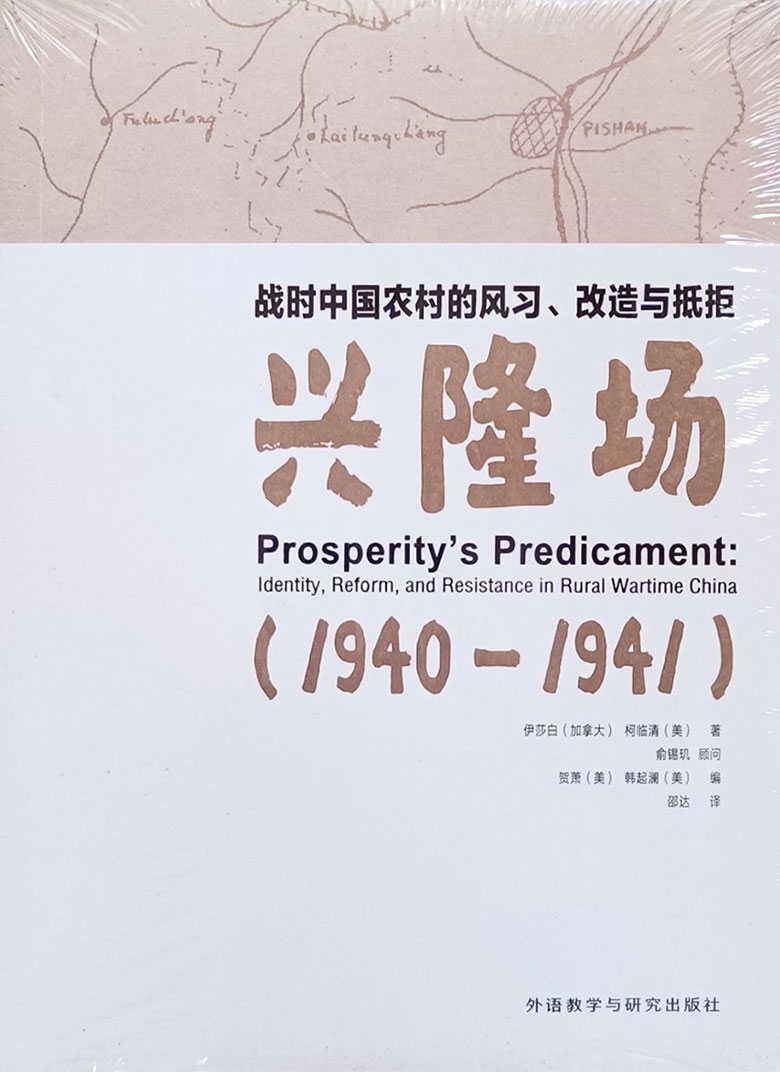 Fuluch'ang
Lailungchang
PISHAN
战时中国农村的风习、改造与抵拒
兴隆场
Prosperity's Predicament:
Identity, Reform, and Resistance in Rural Wartime China
(1940－1941)
伊莎白（加拿大） 柯临清（美） 著
俞锡玑 顾问
贺萧（美） 韩起澜（美） 编
邵达 译
外语教学与研究出版社